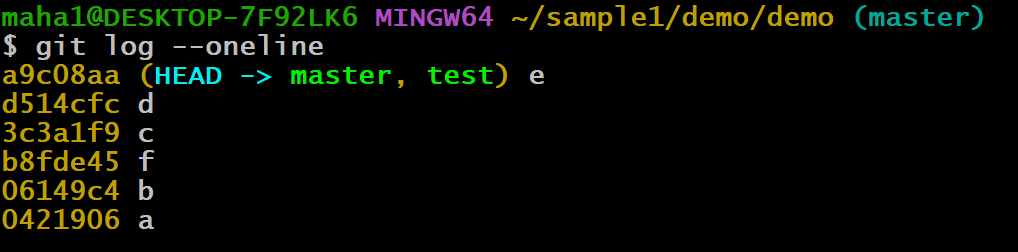 maha1@DESKTOP-7F92LK6 MINGW64 ~/sample1/demo/demo (master)
$ git log --oneline
a9c08aa (HEAD -> master, test) e
d514cfc d
3c3a1f9 c
b8fde45 f
06149c4 b
0421906 a